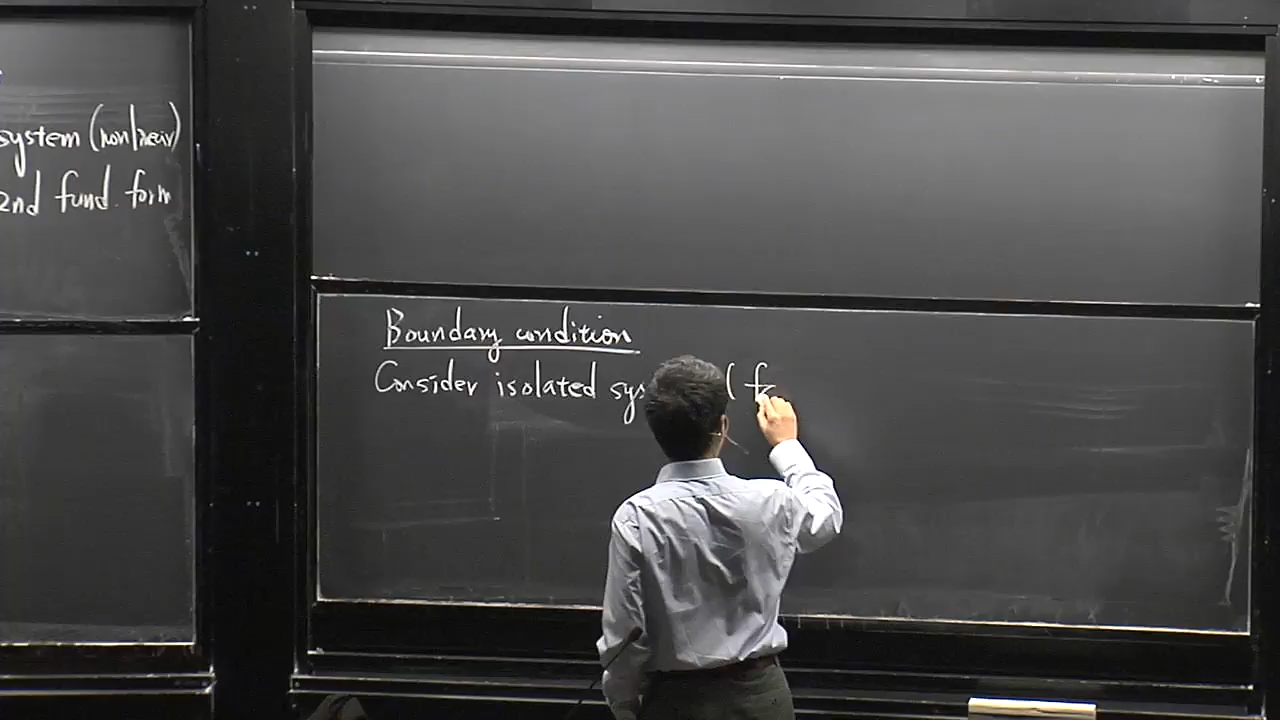 system (nonlinear)
2nd fund. form
Boundary condition
Consider isolated sys ( f